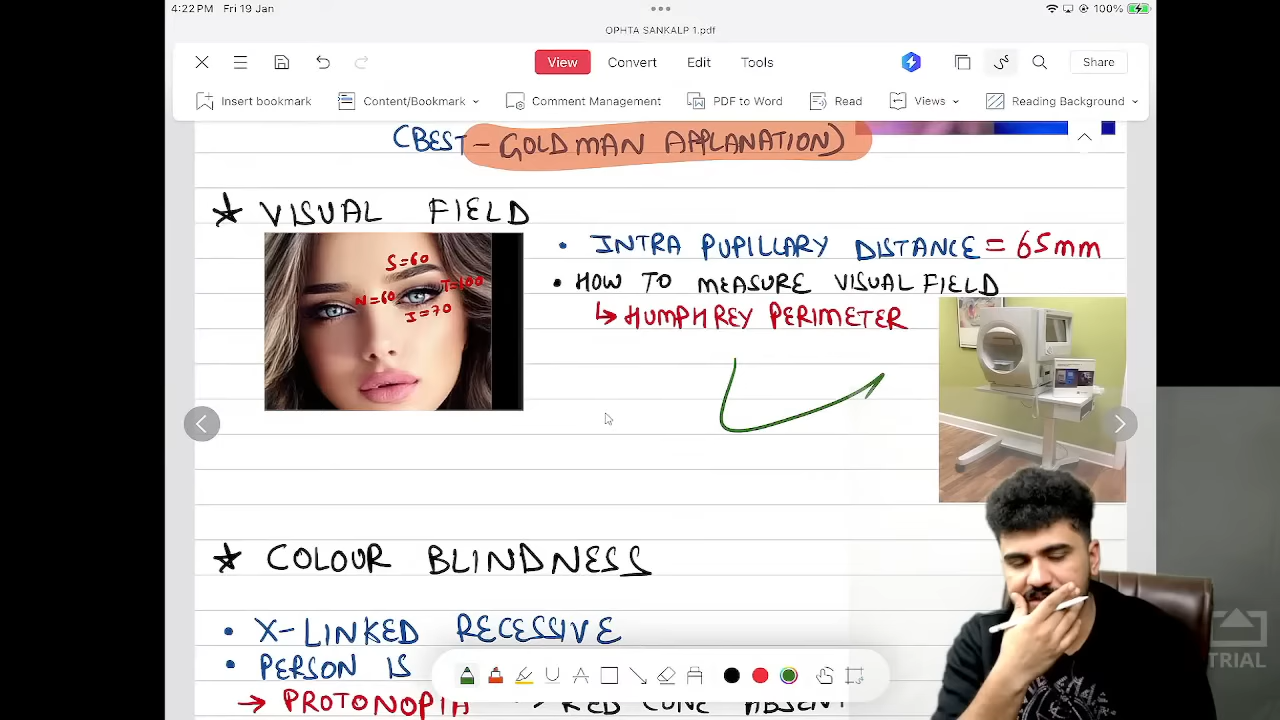 4:22 PM Fri 19 Jan
100%
OPHTA SANKALP 1.pdf
View Convert Edit Tools Share
Insert bookmark Content/Bookmark Comment Management PDF to Word Read Views Reading Background
(BEST - GOLDMAN APPLANATION)
★ VISUAL FIELD
S=60
N=60 T=100
I=70
• INTRA PUPILLARY DISTANCE = 65mm
• HOW TO MEASURE VISUAL FIELD
↳ HUMPHREY PERIMETER
★ COLOUR BLINDNESS
• X-LINKED RECESSIVE
• PERSON IS
→ PROTONOPIA → RED CONE ABSENT
TRIAL